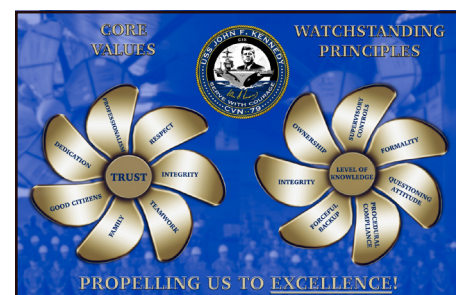 CORE
VALUES
USS JOHN F. KENNEDY
SERVE WITH COURAGE
CVN-79
WATCHSTANDING
PRINCIPLES
PROFESSIONALISM
RESPECT
INTEGRITY
TEAMWORK
FAMILY
GOOD CITIZENS
DEDICATION
TRUST
SUPERVISORY
CONTROLS
FORMALITY
QUESTIONING
ATTITUDE
PROCEDURAL
COMPLIANCE
FORCEFUL
BACKUP
INTEGRITY
OWNERSHIP
LEVEL OF
KNOWLEDGE
PROPELLING US TO EXCELLENCE!